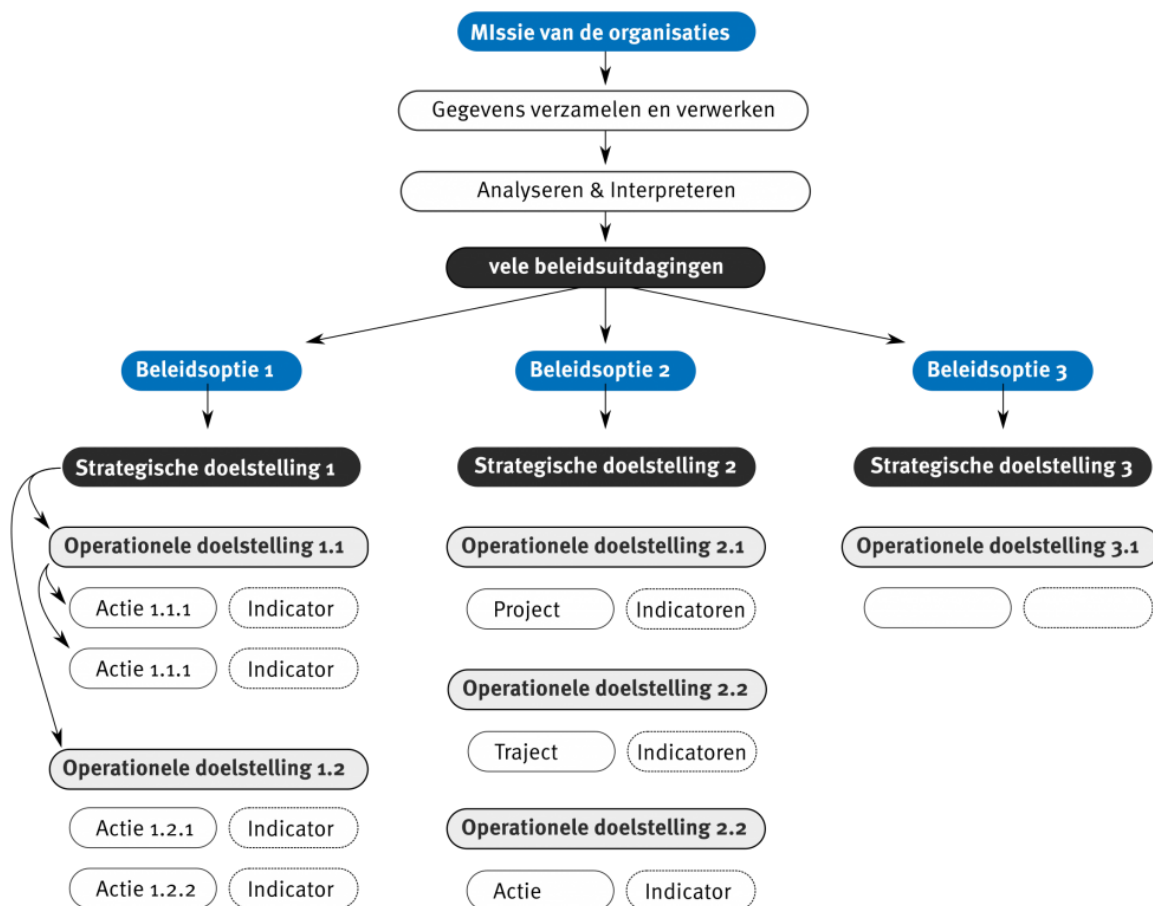 MIssie van de organisaties
Gegevens verzamelen en verwerken
Analyseren & Interpreteren
vele beleidsuitdagingen
Beleidsoptie 1
Beleidsoptie 2
Beleidsoptie 3
Strategische doelstelling 1
Strategische doelstelling 2
Strategische doelstelling 3
Operationele doelstelling 1.1
Operationele doelstelling 2.1
Operationele doelstelling 3.1
Actie 1.1.1
Indicator
Project
Indicatoren
Actie 1.1.1
Indicator
Operationele doelstelling 2.2
Traject
Indicatoren
Operationele doelstelling 1.2
Actie 1.2.1
Indicator
Operationele doelstelling 2.2
Actie 1.2.2
Indicator
Actie
Indicator